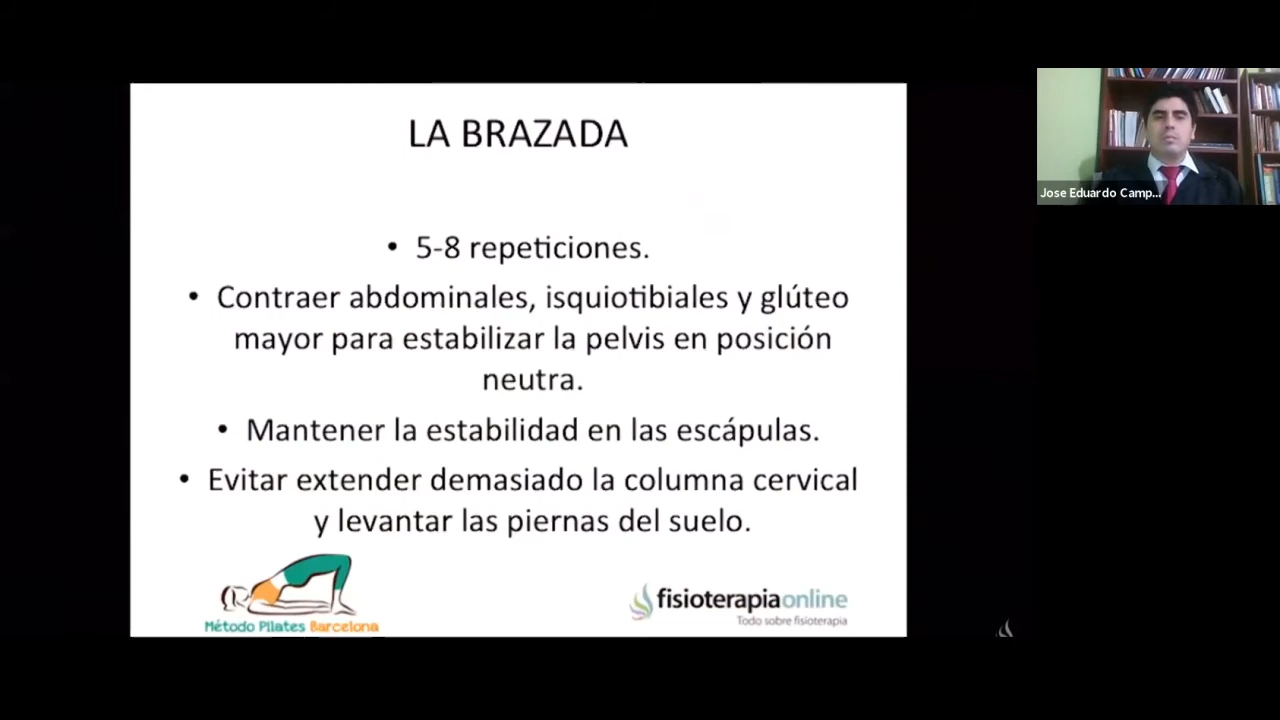 LA BRAZADA
• 5-8 repeticiones.
• Contraer abdominales, isquiotibiales y glúteo
mayor para estabilizar la pelvis en posición
neutra.
• Mantener la estabilidad en las escápulas.
• Evitar extender demasiado la columna cervical
y levantar las piernas del suelo.
Método Pilates Barcelona
fisioterapiaonline
Todo sobre fisioterapia
Jose Eduardo Camp...